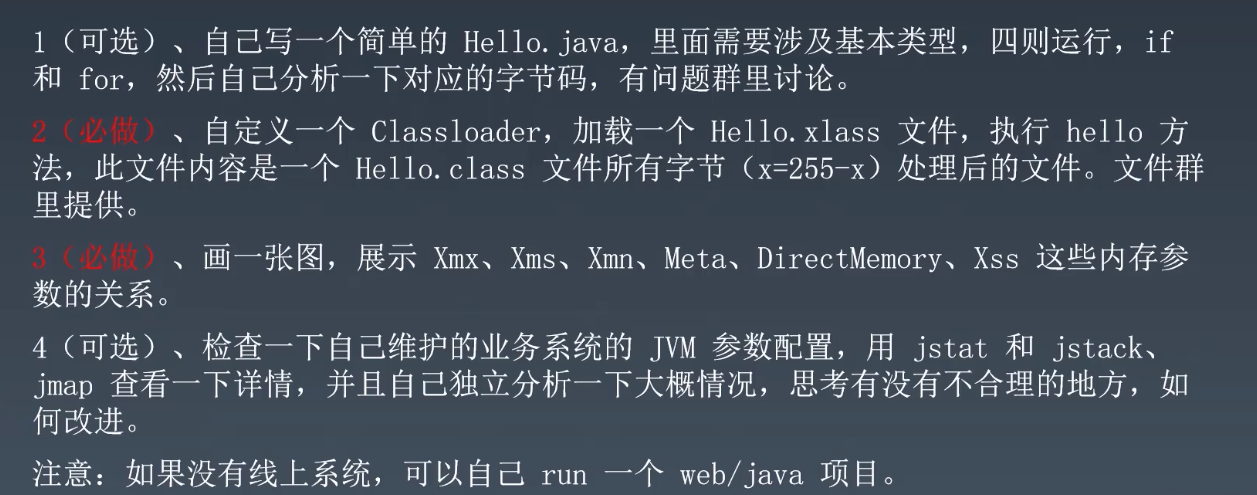 1（可选）、自己写一个简单的 Hello.java，里面需要涉及基本类型，四则运行，if
和 for，然后自己分析一下对应的字节码，有问题群里讨论。
2（必做）、自定义一个 Classloader，加载一个 Hello.xlass 文件，执行 hello 方
法，此文件内容是一个 Hello.class 文件所有字节（x=255-x）处理后的文件。文件群
里提供。
3（必做）、画一张图，展示 Xmx、Xms、Xmn、Meta、DirectMemory、Xss 这些内存参
数的关系。
4（可选）、检查一下自己维护的业务系统的 JVM 参数配置，用 jstat 和 jstack、
jmap 查看一下详情，并且自己独立分析一下大概情况，思考有没有不合理的地方，如
何改进。
注意：如果没有线上系统，可以自己 run 一个 web/java 项目。